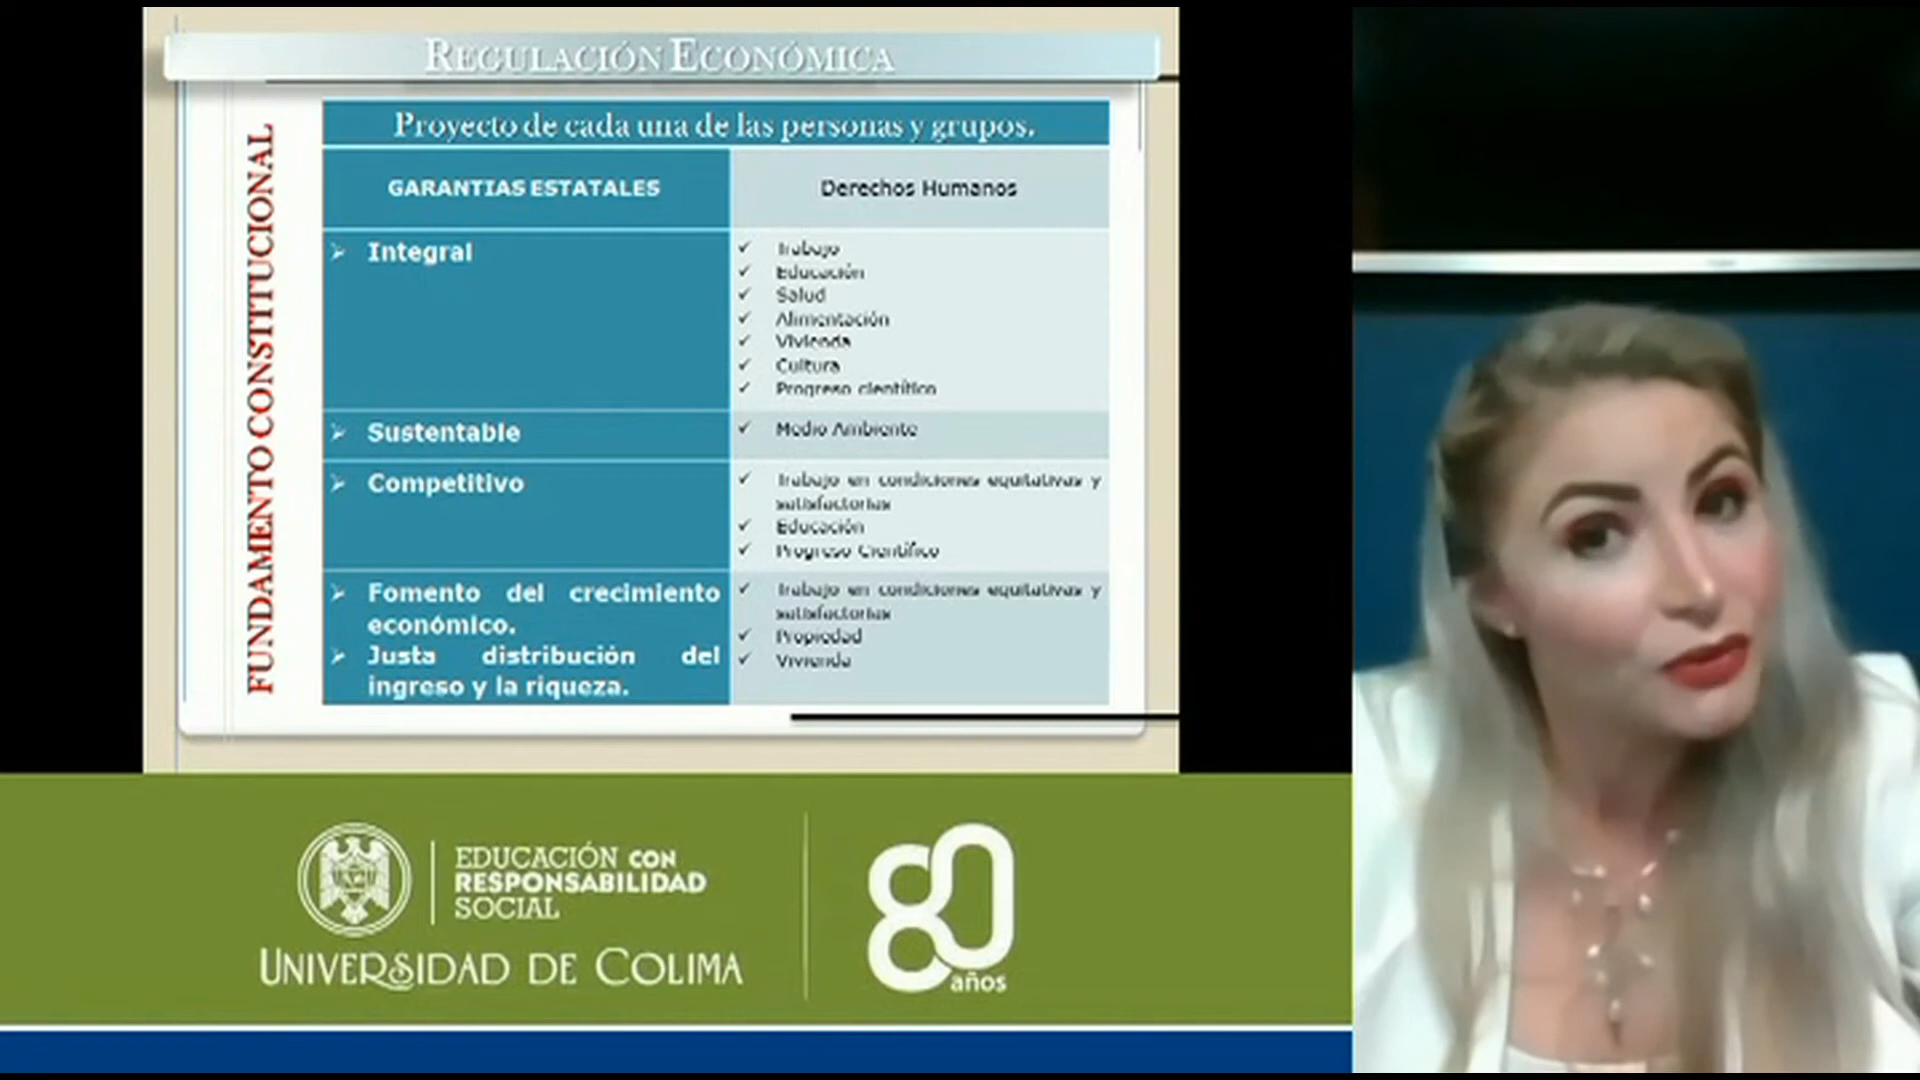 REGULACIÓN ECONÓMICA
FUNDAMENTO CONSTITUCIONAL
Proyecto de cada una de las personas y grupos.
GARANTIAS ESTATALES
Derechos Humanos
Integral
Trabajo
Educación
Salud
Alimentación
Vivienda
Cultura
Progreso científico
Sustentable
Medio Ambiente
Competitivo
Trabajo en condiciones equitativas y
satisfactorias
Educación
Progreso Científico
Fomento del crecimiento
económico.
Justa distribución del
ingreso y la riqueza.
Trabajo en condiciones equitativas y
satisfactorias
Propiedad
Vivienda
EDUCACIÓN CON
RESPONSABILIDAD
SOCIAL
UNIVERSIDAD DE COLIMA
80
años